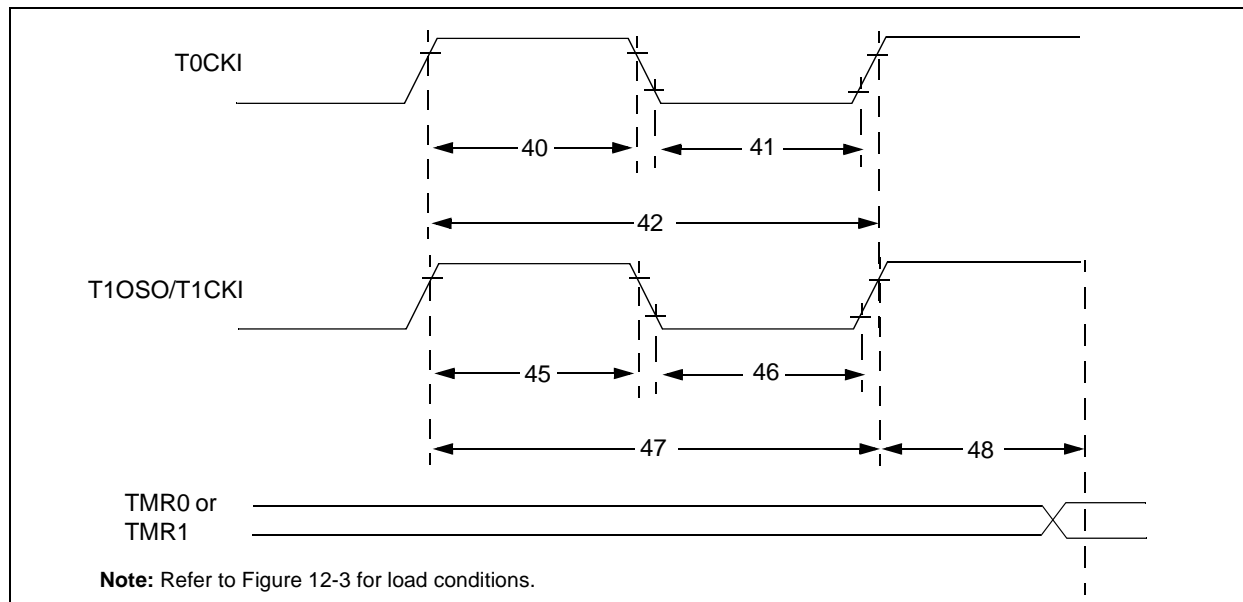 T0CKI
40
41
42
T1OSO/T1CKI
45
46
47
48
TMR0 or
TMR1
Note: Refer to Figure 12-3 for load conditions.